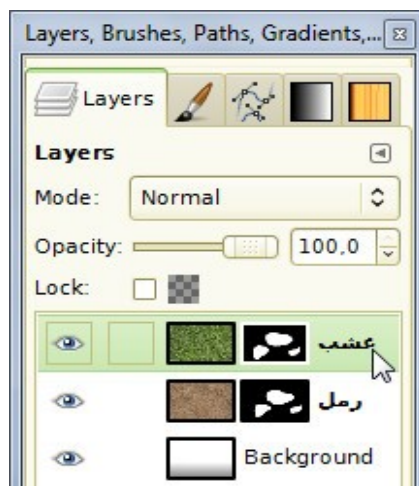 Layers, Brushes, Paths, Gradients,...
Layers
Layers
Mode: Normal
Opacity: 100,0
Lock:
عشب
رمل
Background